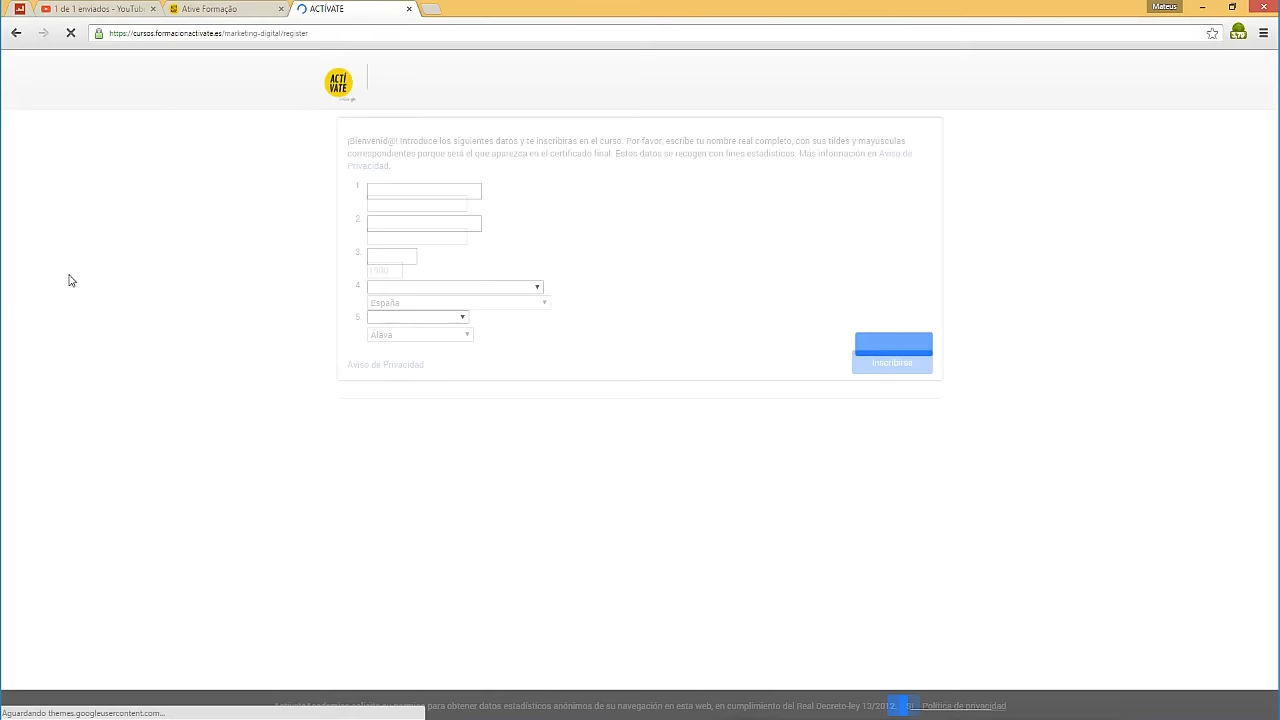 1 de 1 enviados - YouTub
Ative Formação
ACTÍVATE
Mateus
https://cursos.formacionactivate.es/marketing-digital/register
ACTÍ
VATE
¡Bienvenid@! Introduce los siguientes datos y te inscribirás en el curso. Por favor, escribe tu nombre real completo, con sus tildes y mayúsculas
correspondientes porque será el que aparezca en el certificado final. Estos datos se recogen con fines estadísticos. Más información en Aviso de
Privacidad.
1.
2.
3.
1980
4.
España
5.
Álava
Inscribirse
Aviso de Privacidad
para obtener datos estadísticos anónimos de su navegación en esta web, en cumplimiento del Real Decreto-ley 13/2012. Sí Política de privacidad
Aguardando themes.googleusercontent.com...